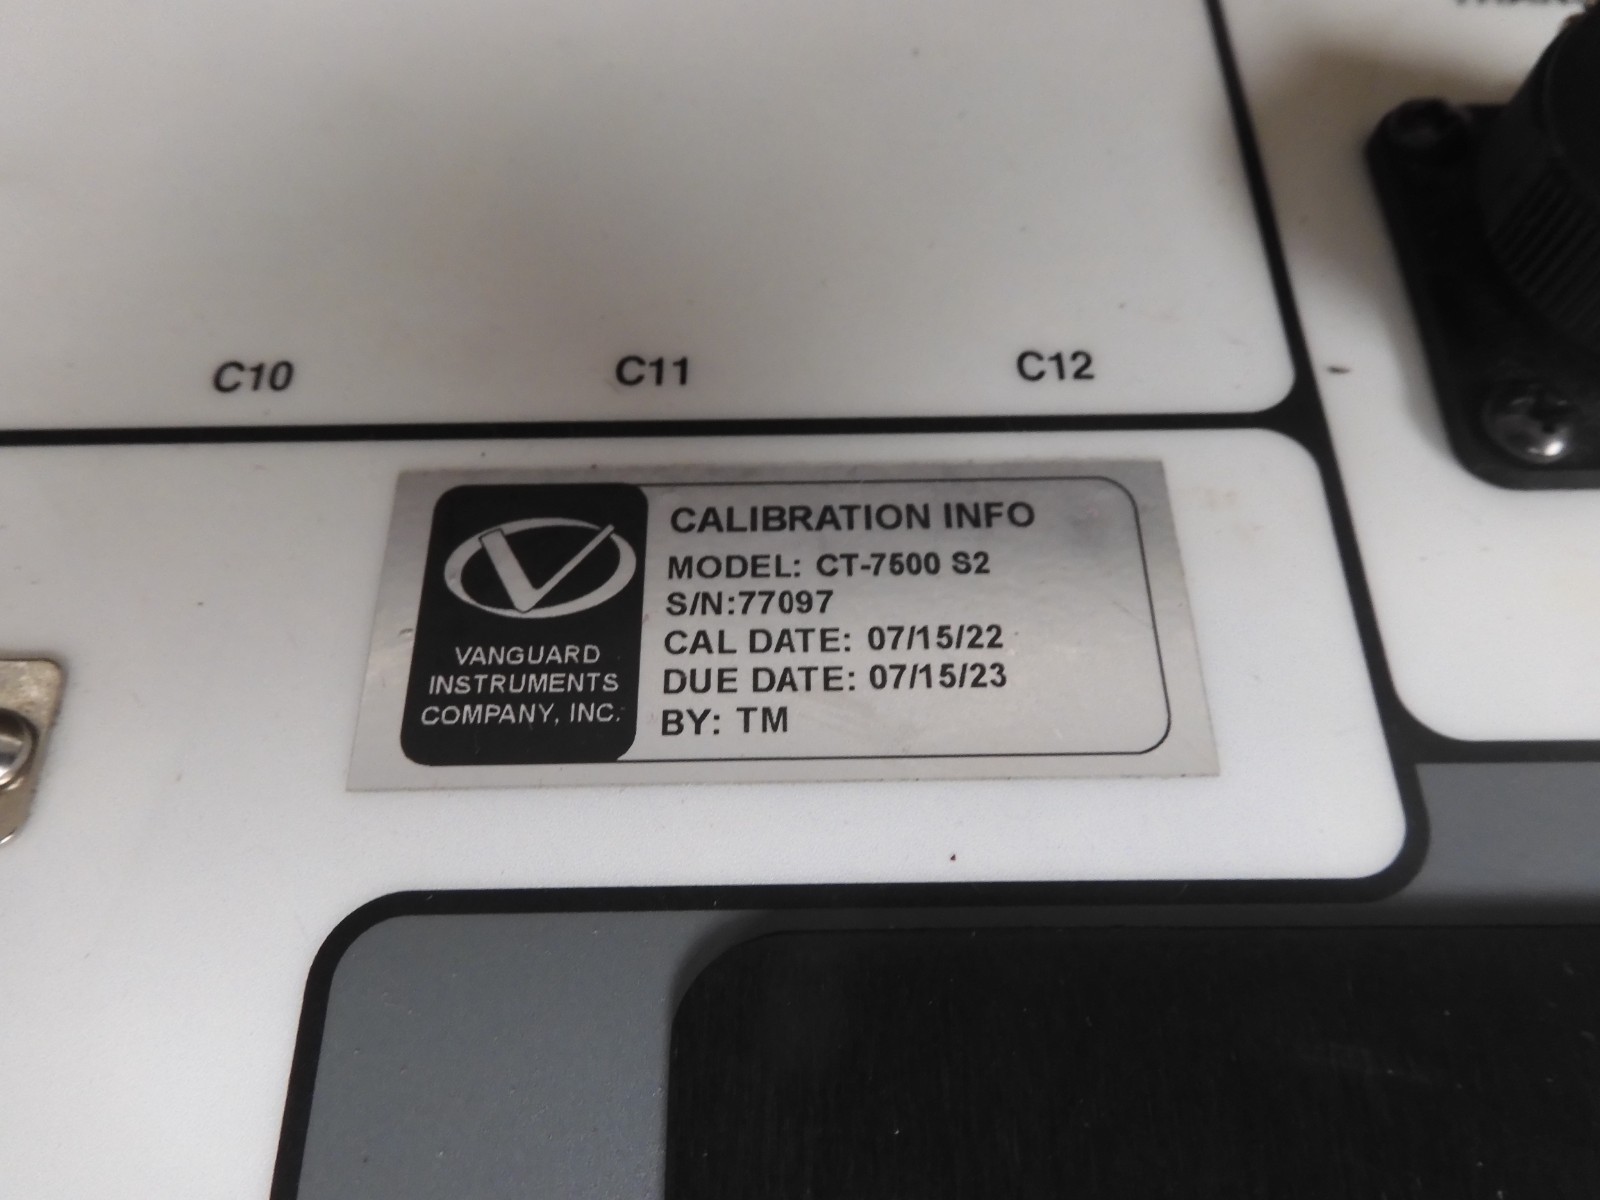 C10 C11 C12
CALIBRATION INFO
MODEL: CT-7500 S2
S/N:77097
CAL DATE: 07/15/22
DUE DATE: 07/15/23
BY: TM
VANGUARD
INSTRUMENTS
COMPANY, INC.